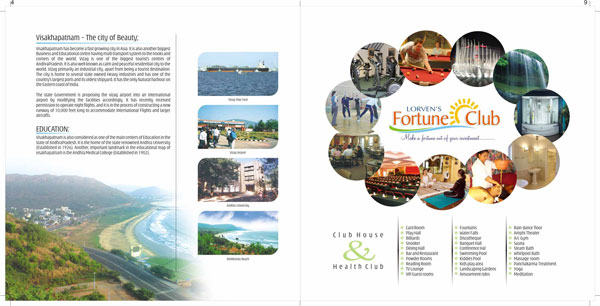 4
Visakhapatnam - The city of Beauty;
Visakhapatnam has become a fast growing city in Asia. It is also another biggest
Business and Educational centre having multi transport system to the nooks and
corners of the world. Vizag is one of the biggest tourist's centers of
AndhraPradesh. It is also well known as calm and peaceful residential city in the
world. Vizag primarily an industrial city, apart from being a tourist destination.
The city is home to several state owned Heavy industries and has one of the
country's largest ports and its oldest shipyard. It has the only Natural harbour on
the Eastern coast of India.
The State Government is proposing the vizag airport into an international
airport by modifying the facilities accordingly. It has recently received
permission to operate night flights, and it is in the process of constructing a new
runway of 10,000 feet long to accommodate International Flights and larger
aircrafts.
EDUCATION:
Visakhapatnam is also considered as one of the main centers of Education in the
State of AndhraPradesh. It is the home of the state renowned Andhra University
(Established in 1926). Another, important landmark in the educational map of
visakhapatnam is the Andhra Medical College (Established in 1902).
Vizag Ship Yard
Vizag Airport
Andhra University
9
LORVEN'S
Fortune Club
Make a fortune out of your investment.........
Club House
&
Health Club
Card Room
Play Hall
Billiards
Snooker
Dining Hall
Bar and Restaurant
Powder Rooms
Reading Room
TV Lounge
VIP Guest rooms
Fountains
Water Falls
Discotheque
Banquet Hall
Conference Hall
Swimming Pool
Kiddies Pool
Kids play area
Landscaping Gardens
Amusement rides
Rain dance floor
Amphi Theater
A/c Gym
Sauna
Steam Bath
Whirlpool Bath
Massage room
Panchakarma Treatment
Yoga
Meditation